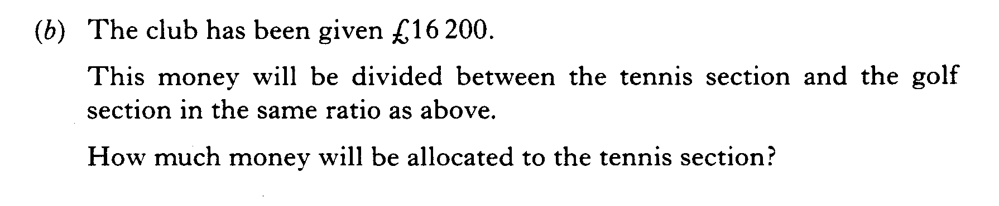 (b) The club has been given £16 200.
This money will be divided between the tennis section and the golf
section in the same ratio as above.
How much money will be allocated to the tennis section?